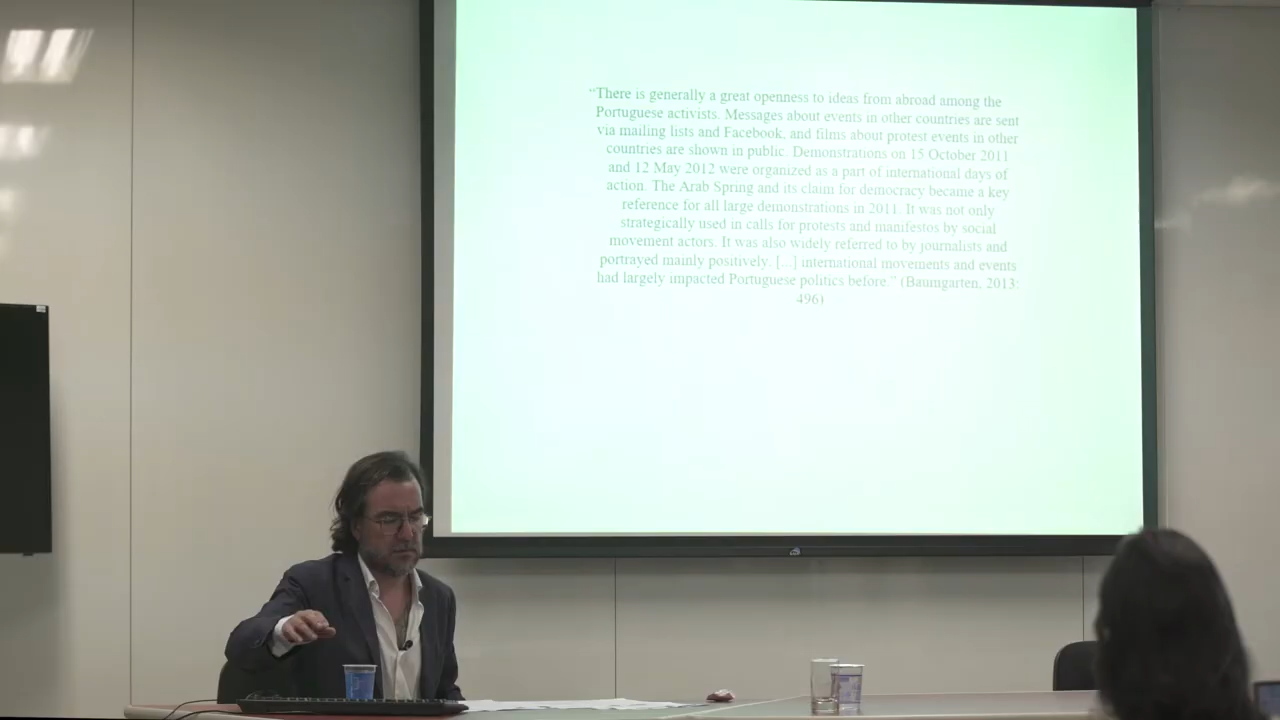 “There is generally a great openness to ideas from abroad among the
Portuguese activists. Messages about events in other countries are sent
via mailing lists and Facebook, and films about protest events in other
countries are shown in public. Demonstrations on 15 October 2011
and 12 May 2012 were organized as a part of international days of
action. The Arab Spring and its claim for democracy became a key
reference for all large demonstrations in 2011. It was not only
strategically used in calls for protests and manifestos by social
movement actors. It was also widely referred to by journalists and
portrayed mainly positively. [...] international movements and events
had largely impacted Portuguese politics before.” (Baumgarten, 2013:
496)